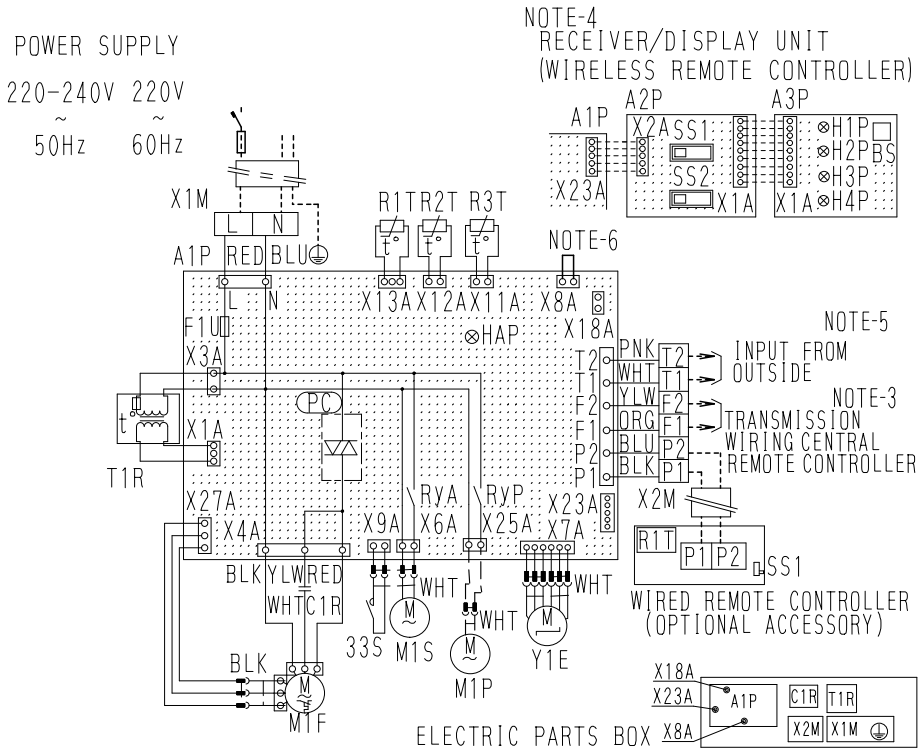 NOTE-4
RECEIVER/DISPLAY UNIT
(WIRELESS REMOTE CONTROLLER)
POWER SUPPLY
220-240V 220V
~ ~
50Hz 60Hz
A1P
X23A
A2P
X2A SS1
SS2
X1A
A3P
H1P
H2P BS
H3P
X1A H4P
X1M
L N
A1P RED BLU
L N
R1T R2T R3T
t° t° t°
X13A X12A X11A
NOTE-6
X8A
X18A
HAP
F1U
X3A
PC
t°
X1A
T1R
X27A
X4A
X9A
RyA
X6A
RyP
X25A
X23A
X7A
T2 PNK T2
T1 WHT T1
F2 YLW F2
F1 ORG F1
P2 BLU P2
P1 BLK P1
X2M
NOTE-5
INPUT FROM
OUTSIDE
NOTE-3
TRANSMISSION
WIRING CENTRAL
REMOTE CONTROLLER
R1T
P1 P2
SS1
WIRED REMOTE CONTROLLER
(OPTIONAL ACCESSORY)
BLK YLW RED
WHT C1R
33S
WHT
M
~
M1S
WHT
M
~
M1P
WHT
M
Y1E
BLK
M
~
M1F
ELECTRIC PARTS BOX
X18A
X23A
X8A
A1P
C1R T1R
X2M X1M